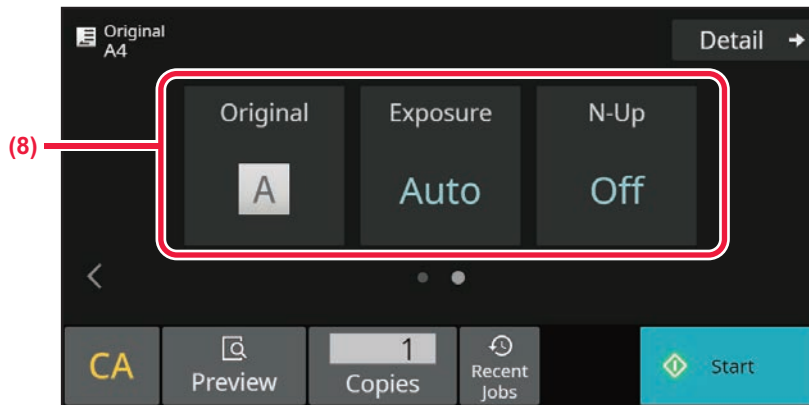 Original
A4
Detail
(8)
Original
Exposure
N-Up
A
Auto
Off
CA
Preview
1
Copies
Recent
Jobs
Start